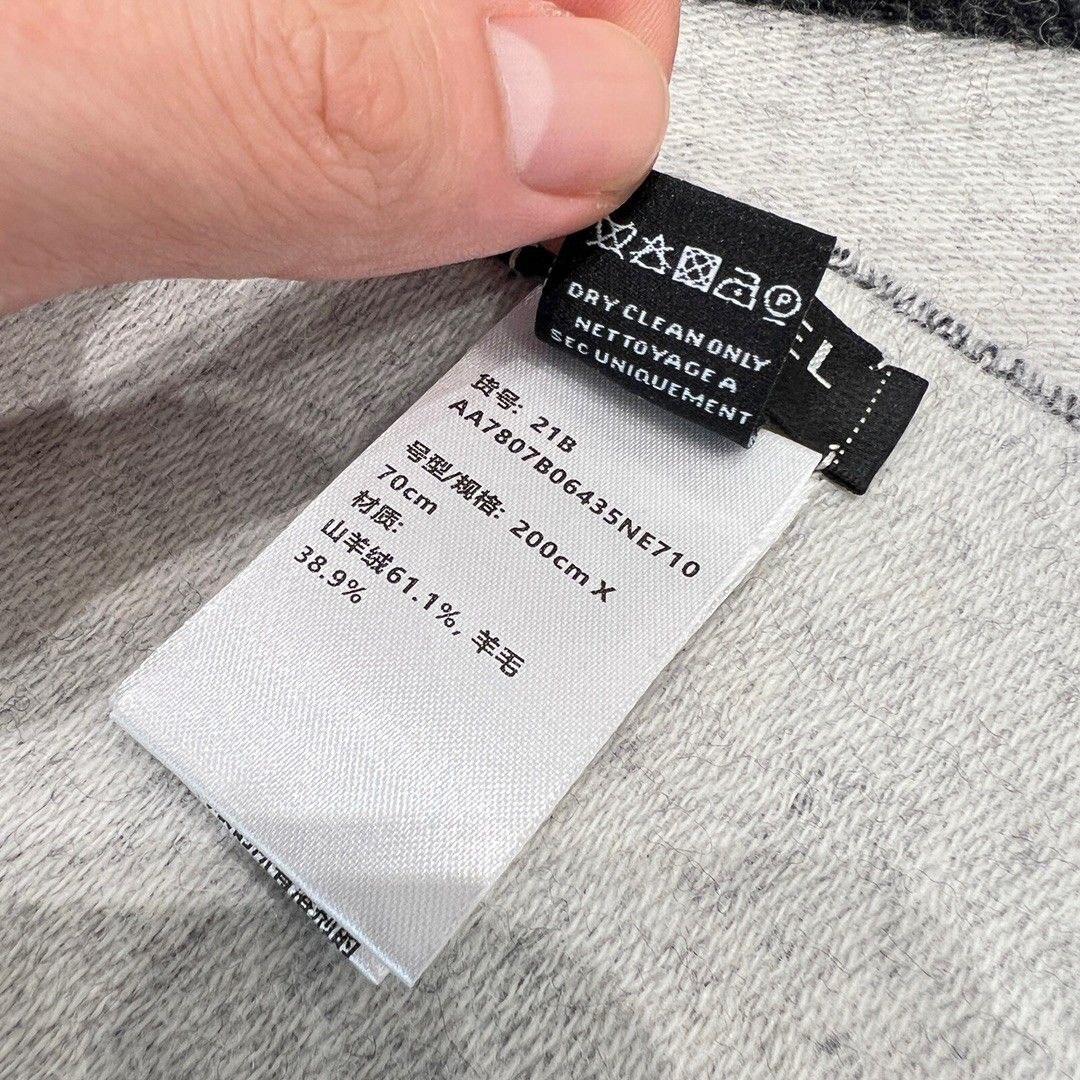 DRY CLEAN ONLY
NETTOYAGE A
SEC UNIQUEMENT
EL
货号: 21B
AA7807B06435NE710
号型/规格: 200cm X
70cm
材质:
山羊绒61.1%, 羊毛
38.9%